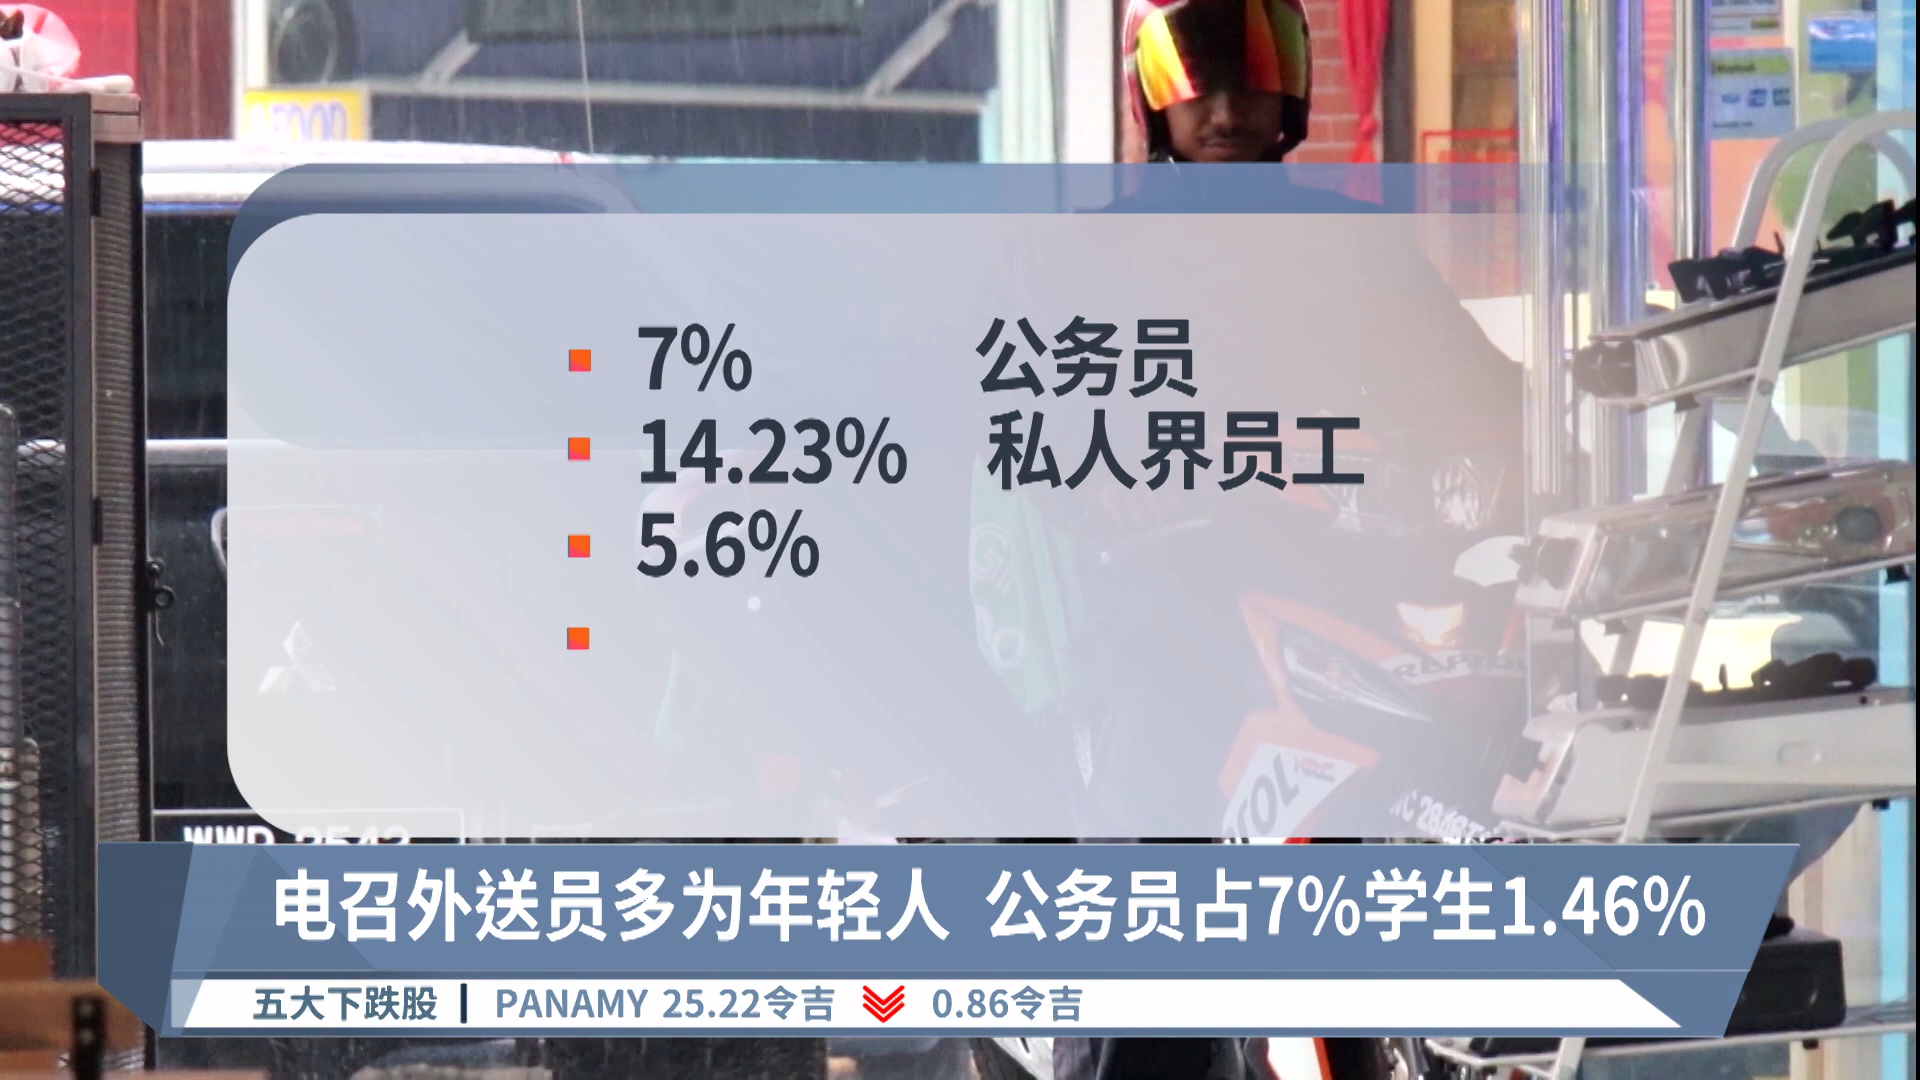 7% 公务员
14.23% 私人界员工
5.6%
电召外送员多为年轻人 公务员占7%学生1.46%
五大下跌股 | PANAMY 25.22令吉 0.86令吉